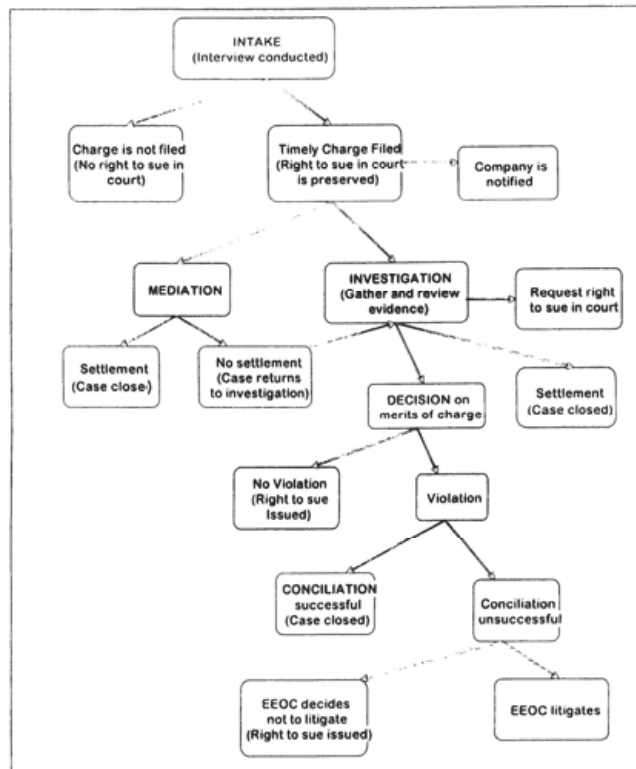 INTAKE
(Interview conducted)
Charge is not filed
(No right to sue in
court)
Timely Charge Filed
(Right to sue in court
is preserved)
Company is
notified
MEDIATION
INVESTIGATION
(Gather and review
evidence)
Request right
to sue in court
Settlement
(Case close-)
No settlement
(Case returns
to investigation)
DECISION on
merits of charge
Settlement
(Case closed)
No Violation
(Right to sue
Issued)
Violation
CONCILIATION
successful
(Case closed)
Conciliation
unsuccessful
EEOC decides
not to litigate
(Right to sue issued)
EEOC litigates